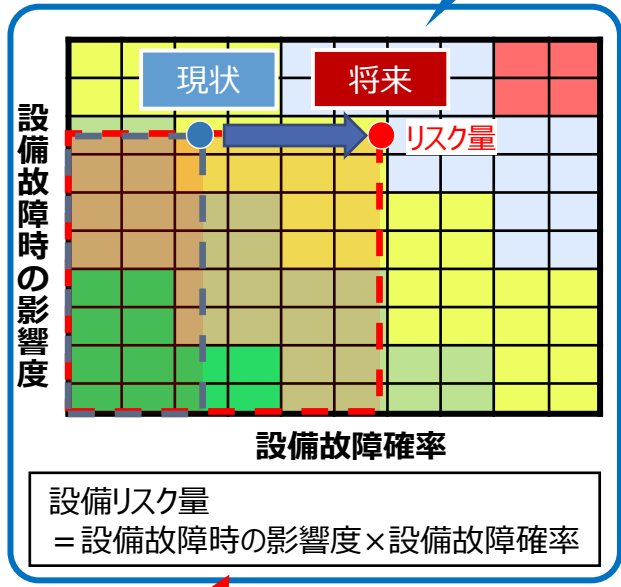 現状
将来
リスク量
設備故障時の影響度
設備故障確率
設備リスク量
＝設備故障時の影響度×設備故障確率